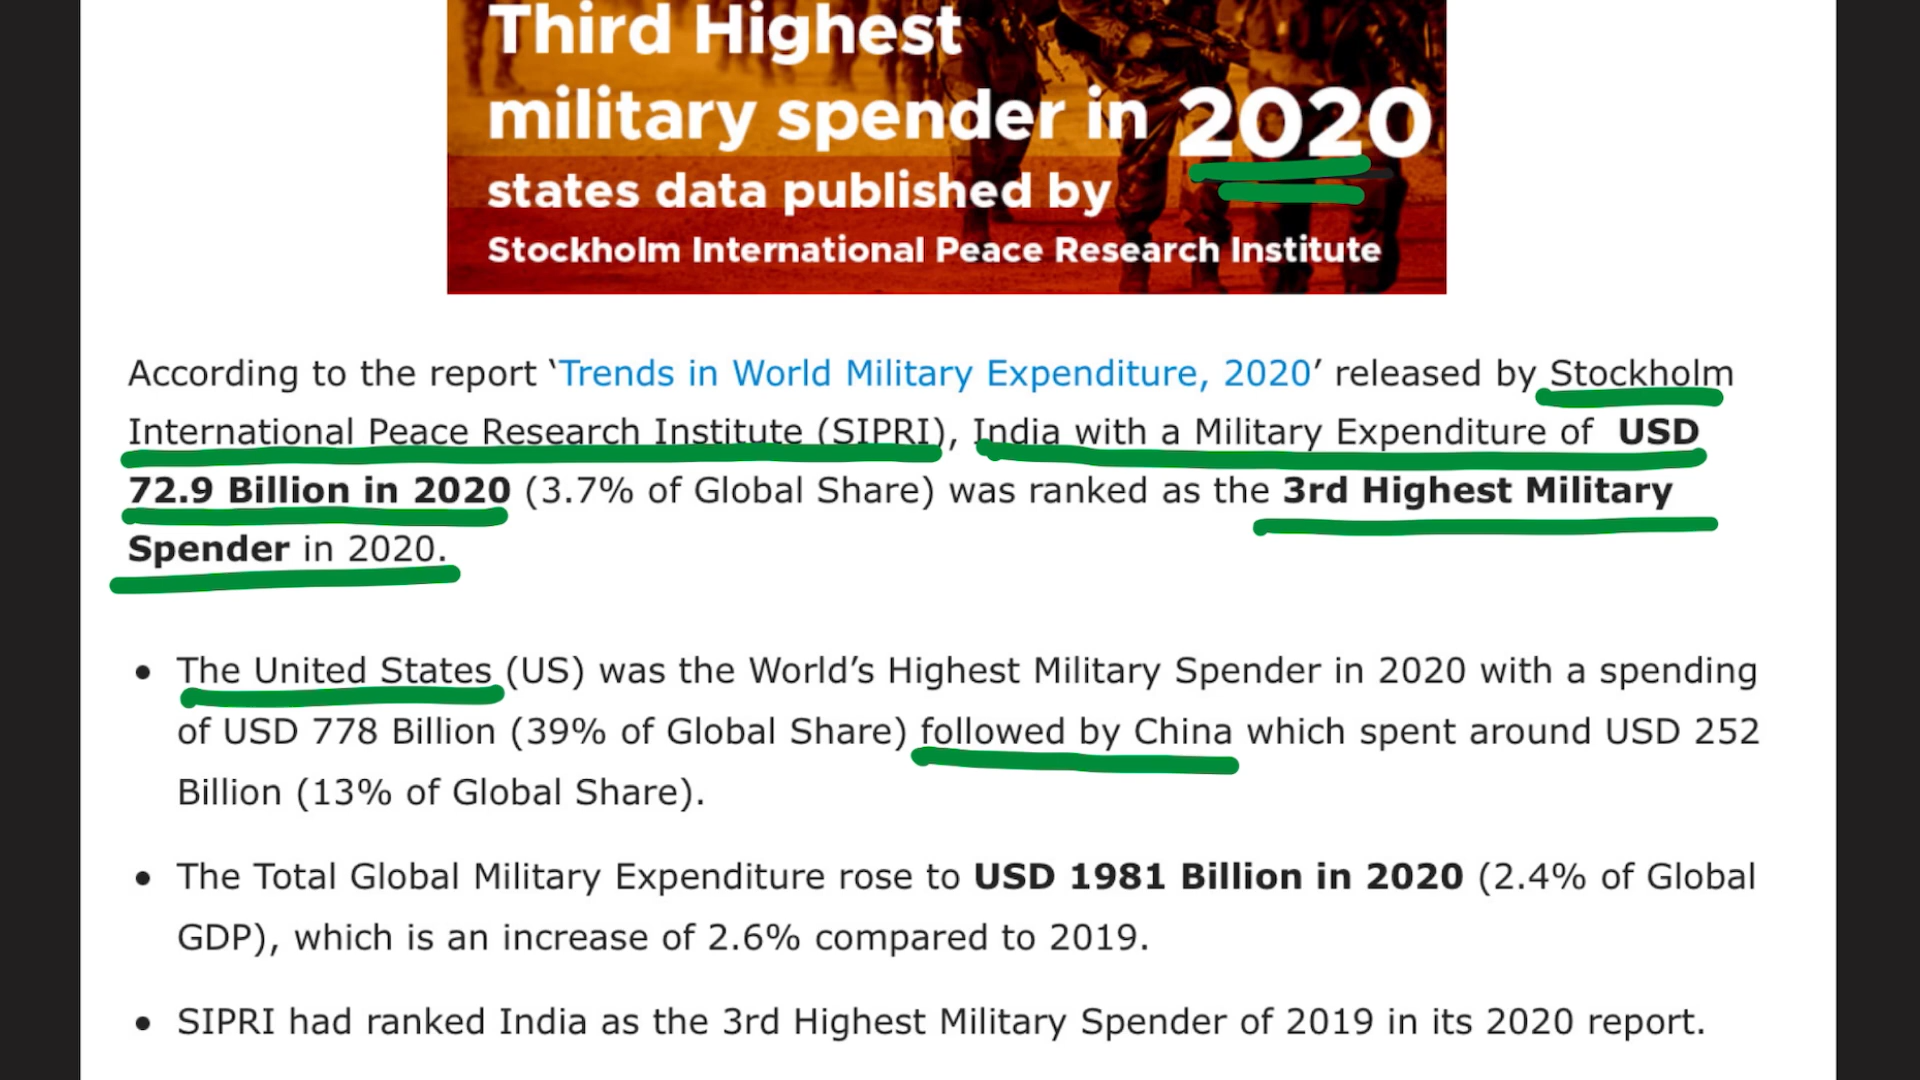 Third Highest
military spender in 2020
states data published by
Stockholm International Peace Research Institute
According to the report ‘Trends in World Military Expenditure, 2020’ released by Stockholm
International Peace Research Institute (SIPRI), India with a Military Expenditure of USD
72.9 Billion in 2020 (3.7% of Global Share) was ranked as the 3rd Highest Military
Spender in 2020.
• The United States (US) was the World’s Highest Military Spender in 2020 with a spending
of USD 778 Billion (39% of Global Share) followed by China which spent around USD 252
Billion (13% of Global Share).
• The Total Global Military Expenditure rose to USD 1981 Billion in 2020 (2.4% of Global
GDP), which is an increase of 2.6% compared to 2019.
• SIPRI had ranked India as the 3rd Highest Military Spender of 2019 in its 2020 report.